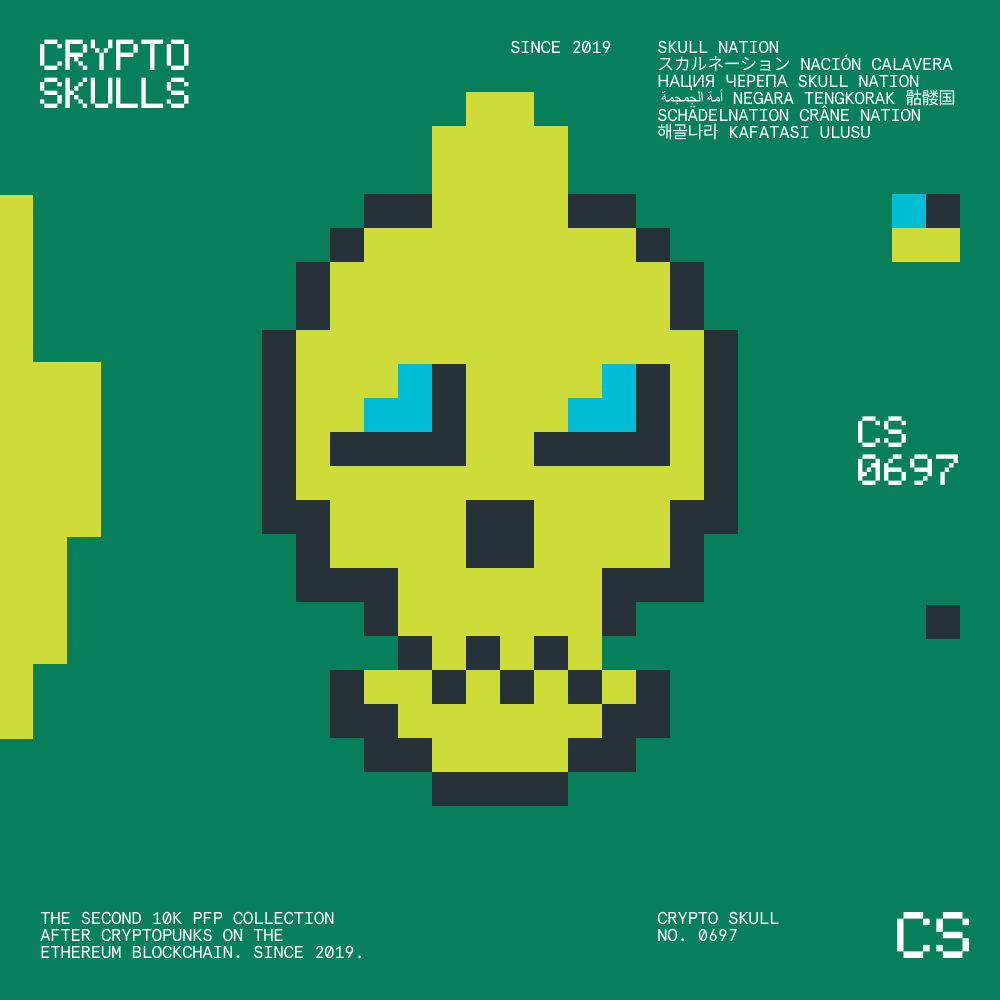 CRYPTO
SKULLS
SINCE 2019
SKULL NATION
スカルネーション NACIÓN CALAVERA
НАЦИЯ ЧЕРЕПА SKULL NATION
أمة الجمجمة NEGARA TENGKORAK 骷髅国
SCHÄDELNATION CRÂNE NATION
해골나라 KAFATASI ULUSU
CS
0697
THE SECOND 10K PFP COLLECTION
AFTER CRYPTOPUNKS ON THE
ETHEREUM BLOCKCHAIN. SINCE 2019.
CRYPTO SKULL
NO. 0697
CS